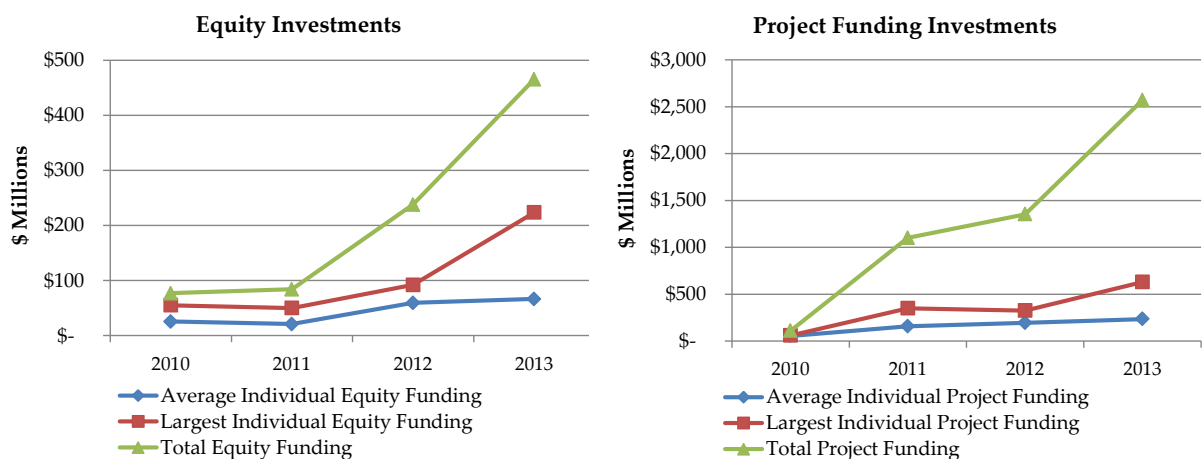 Equity Investments
$500
$400
$300
$200
$100
$-
$ Millions
2010 2011 2012 2013
Average Individual Equity Funding
Largest Individual Equity Funding
Total Equity Funding
Project Funding Investments
$3,000
$2,500
$2,000
$1,500
$1,000
$500
$-
$ Millions
2010 2011 2012 2013
Average Individual Project Funding
Largest Individual Project Funding
Total Project Funding